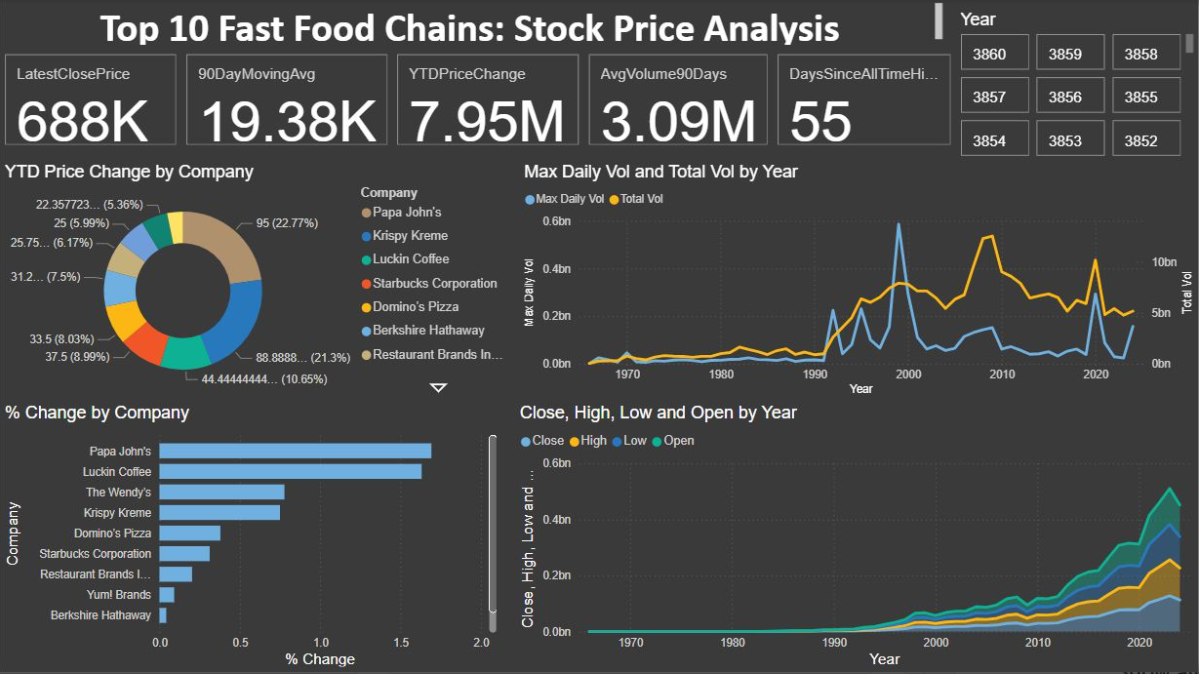 Top 10 Fast Food Chains: Stock Price Analysis
Year
3860 3859 3858
3857 3856 3855
3854 3853 3852
LatestClosePrice
688K
90DayMovingAvg
19.38K
YTDPriceChange
7.95M
AvgVolume90Days
3.09M
DaysSinceAllTimeHi...
55
YTD Price Change by Company
22.357723... (5.36%)
25 (5.99%)
25.75... (6.17%)
31.2... (7.5%)
33.5 (8.03%)
37.5 (8.99%)
44.44444444... (10.65%)
88.8888... (21.3%)
95 (22.77%)
Company
Papa John's
Krispy Kreme
Luckin Coffee
Starbucks Corporation
Domino's Pizza
Berkshire Hathaway
Restaurant Brands In...
Max Daily Vol and Total Vol by Year
Max Daily Vol Total Vol
Max Daily Vol
0.6bn
0.4bn
0.2bn
0.0bn
10bn
5bn
0bn
Total Vol
1970 1980 1990 2000 2010 2020
Year
% Change by Company
Company
Papa John's
Luckin Coffee
The Wendy's
Krispy Kreme
Domino's Pizza
Starbucks Corporation
Restaurant Brands I...
Yum! Brands
Berkshire Hathaway
0.0 0.5 1.0 1.5 2.0
% Change
Close, High, Low and Open by Year
Close High Low Open
Close, High, Low and ...
0.6bn
0.4bn
0.2bn
0.0bn
1970 1980 1990 2000 2010 2020
Year